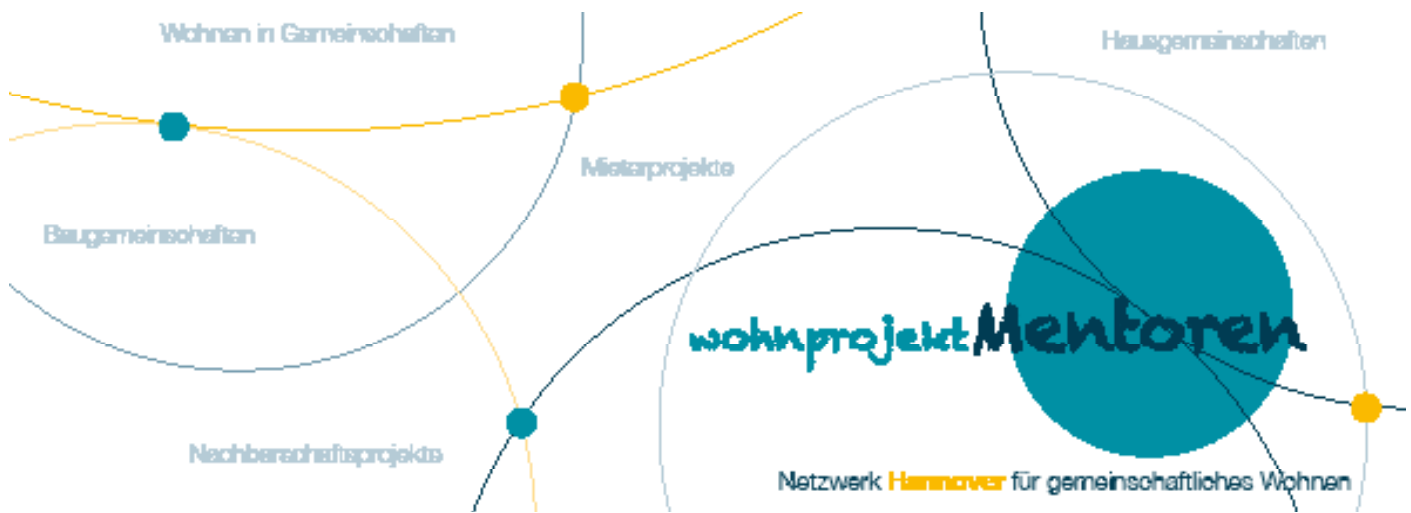 Wohnen in Gemeinschaften
Hausgemeinschaften
Mieterprojekte
Baugemeinschaften
wohnprojektMentoren
Nachbarschaftsprojekte
Netzwerk Hannover für gemeinschaftliches Wohnen